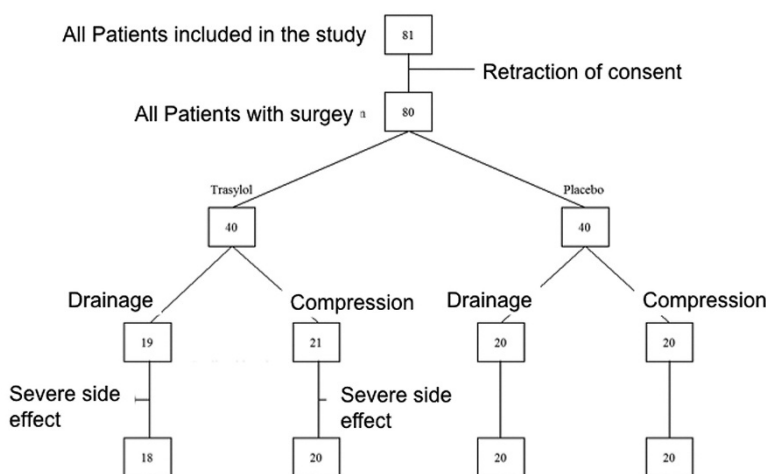 All Patients included in the study
81
Retraction of consent
All Patients with surgey n
80
Trasylol
Placebo
40
40
Drainage
Compression
Drainage
Compression
19
21
20
20
Severe side
effect
Severe side
effect
18
20
20
20